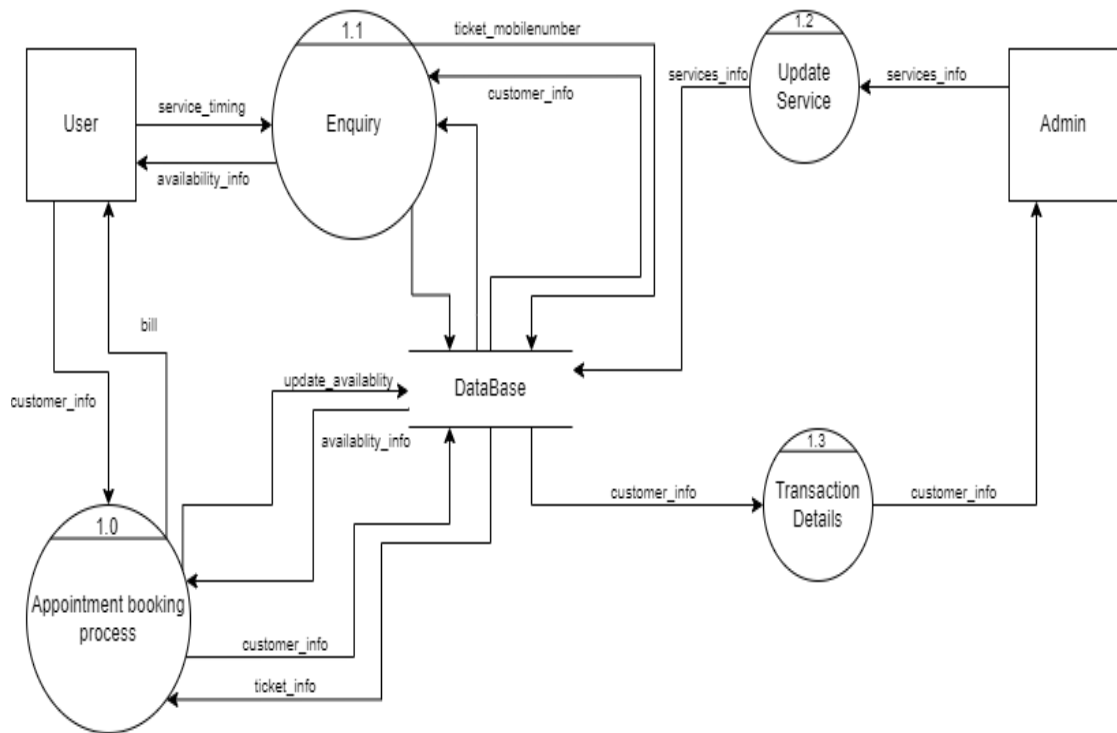 1.1
ticket_mobilenumber
1.2
services_info
Update
Service
services_info
customer_info
User
service_timing
Enquiry
Admin
availability_info
bill
update_availablity
DataBase
customer_info
availablity_info
1.3
customer_info
Transaction
Details
customer_info
1.0
Appointment booking
process
customer_info
ticket_info